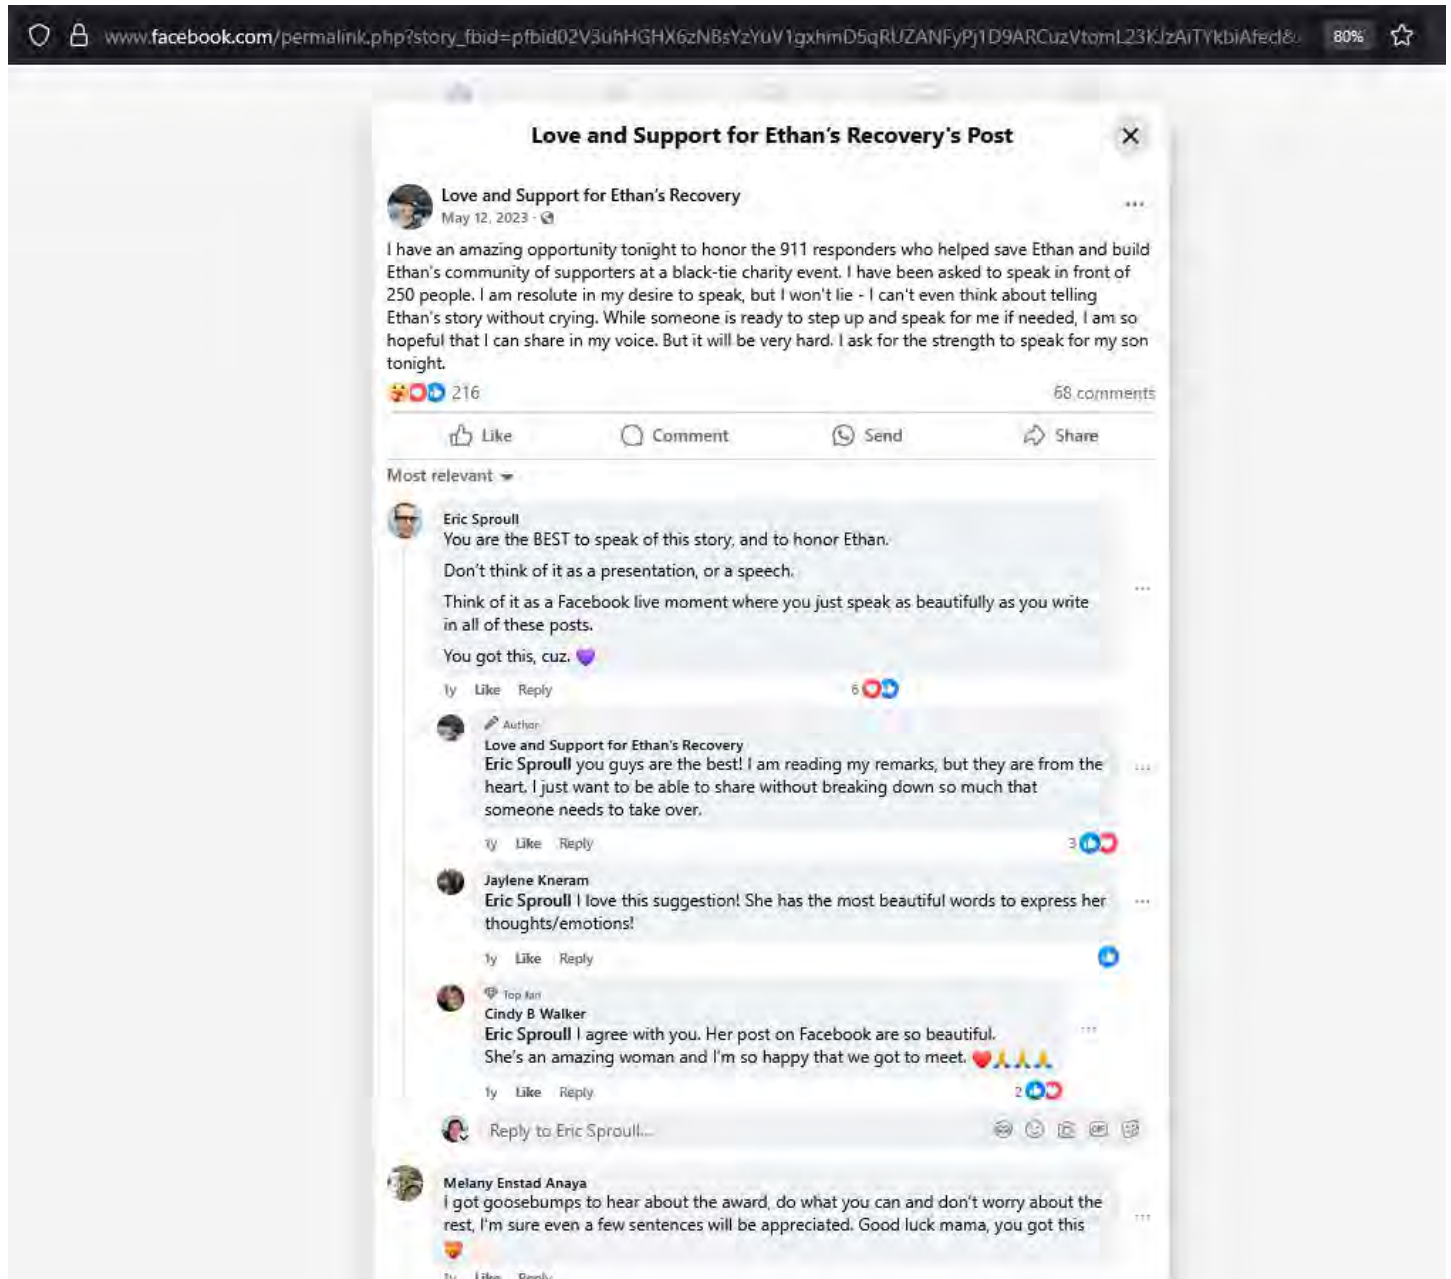 www.facebook.com/permalink.php?story_fbid=
80%
Love and Support for Ethan's Recovery's Post
Love and Support for Ethan's Recovery
May 12, 2023 ·
I have an amazing opportunity tonight to honor the 911 responders who helped save Ethan and build
Ethan's community of supporters at a black-tie charity event. I have been asked to speak in front of
250 people. I am resolute in my desire to speak, but I won't lie - I can't even think about telling
Ethan's story without crying. While someone is ready to step up and speak for me if needed, I am so
hopeful that I can share in my voice. But it will be very hard. I ask for the strength to speak for my son
tonight.
216
68 comments
Like Comment Send Share
Most relevant
Eric Sproull
You are the BEST to speak of this story, and to honor Ethan.
Don't think of it as a presentation, or a speech.
Think of it as a Facebook live moment where you just speak as beautifully as you write
in all of these posts.
You got this, cuz. 💜
1y Like Reply 6
Author
Love and Support for Ethan's Recovery
Eric Sproull you guys are the best! I am reading my remarks, but they are from the
heart. I just want to be able to share without breaking down so much that
someone needs to take over.
1y Like Reply 3
Jaylene Kneram
Eric Sproull I love this suggestion! She has the most beautiful words to express her
thoughts/emotions!
1y Like Reply
Top fan
Cindy B Walker
Eric Sproull I agree with you. Her post on Facebook are so beautiful.
She's an amazing woman and I'm so happy that we got to meet. ❤️🙏🙏🙏
1y Like Reply 2
Reply to Eric Sproull...
GIF
Melany Enstad Anaya
I got goosebumps to hear about the award, do what you can and don't worry about the
rest, I'm sure even a few sentences will be appreciated. Good luck mama, you got this
1y Like Reply